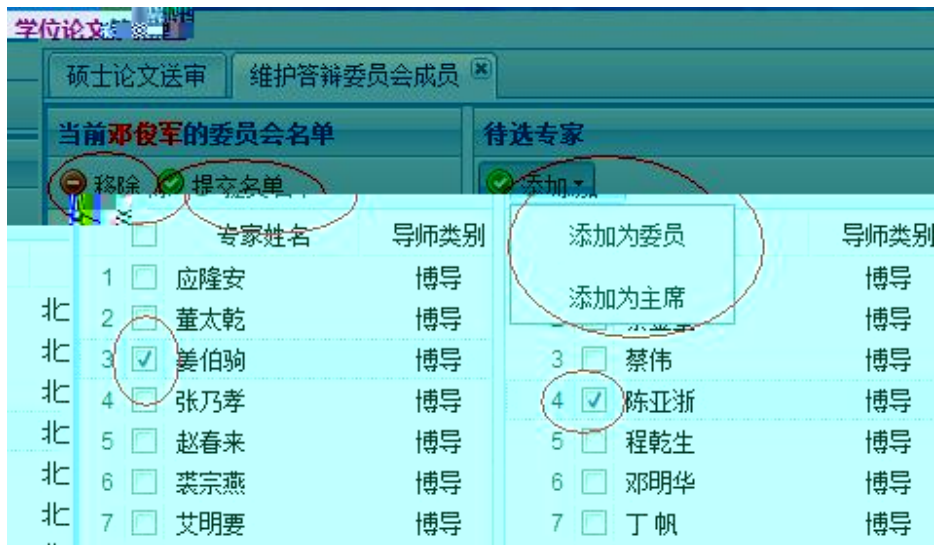 学位论文
硕士论文送审 维护答辩委员会成员
当前邓俊军的委员会名单 待选专家
移除 提交名单 添加
专家姓名 导师类别 添加为委员 导师类别
1 应隆安 博导 博导
北 添加为主席
2 董太乾 博导 博导
北 3 姜伯驹 博导 3 蔡伟 博导
北 4 张乃孝 博导 4 陈亚浙 博导
北 5 赵春来 博导 5 程乾生 博导
北 6 裘宗燕 博导 6 邓明华 博导
北 7 艾明要 博导 7 丁帆 博导